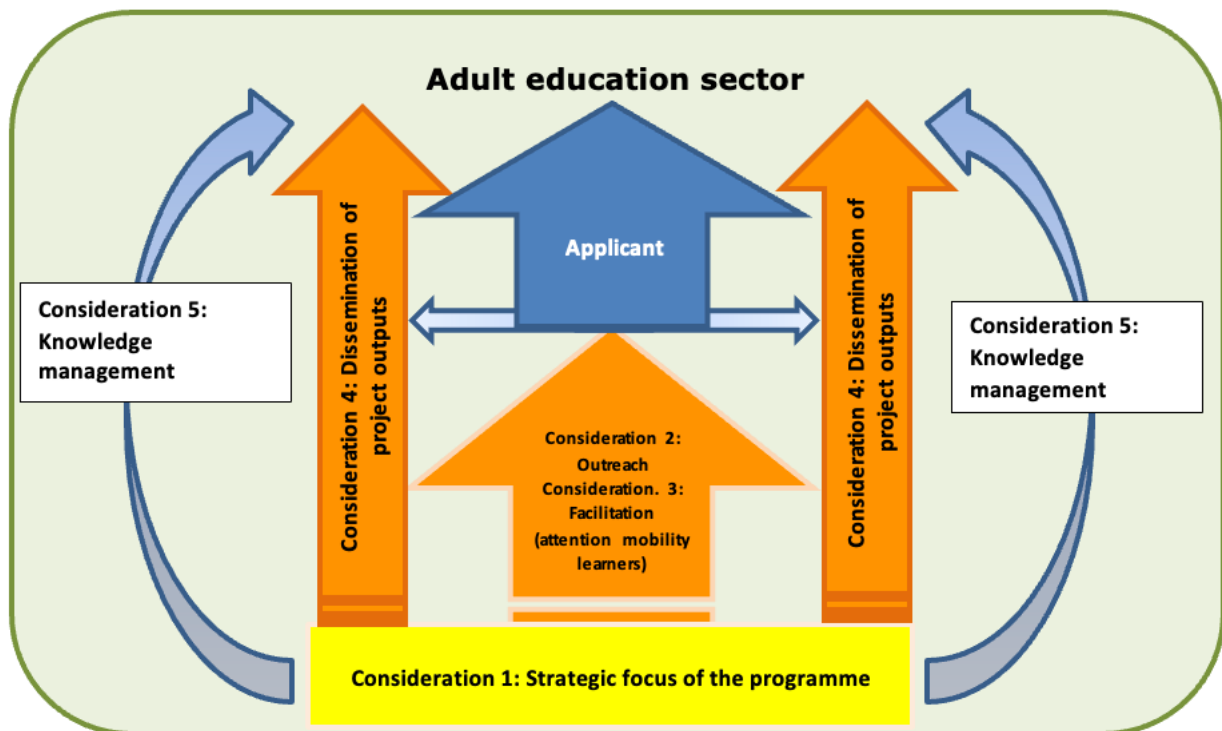 Adult education sector
Applicant
Consideration 5:
Knowledge
management
Consideration 4: Dissemination of
project outputs
Consideration 2:
Outreach
Consideration. 3:
Facilitation
(attention mobility
learners)
Consideration 4: Dissemination of
project outputs
Consideration 5:
Knowledge
management
Consideration 1: Strategic focus of the programme